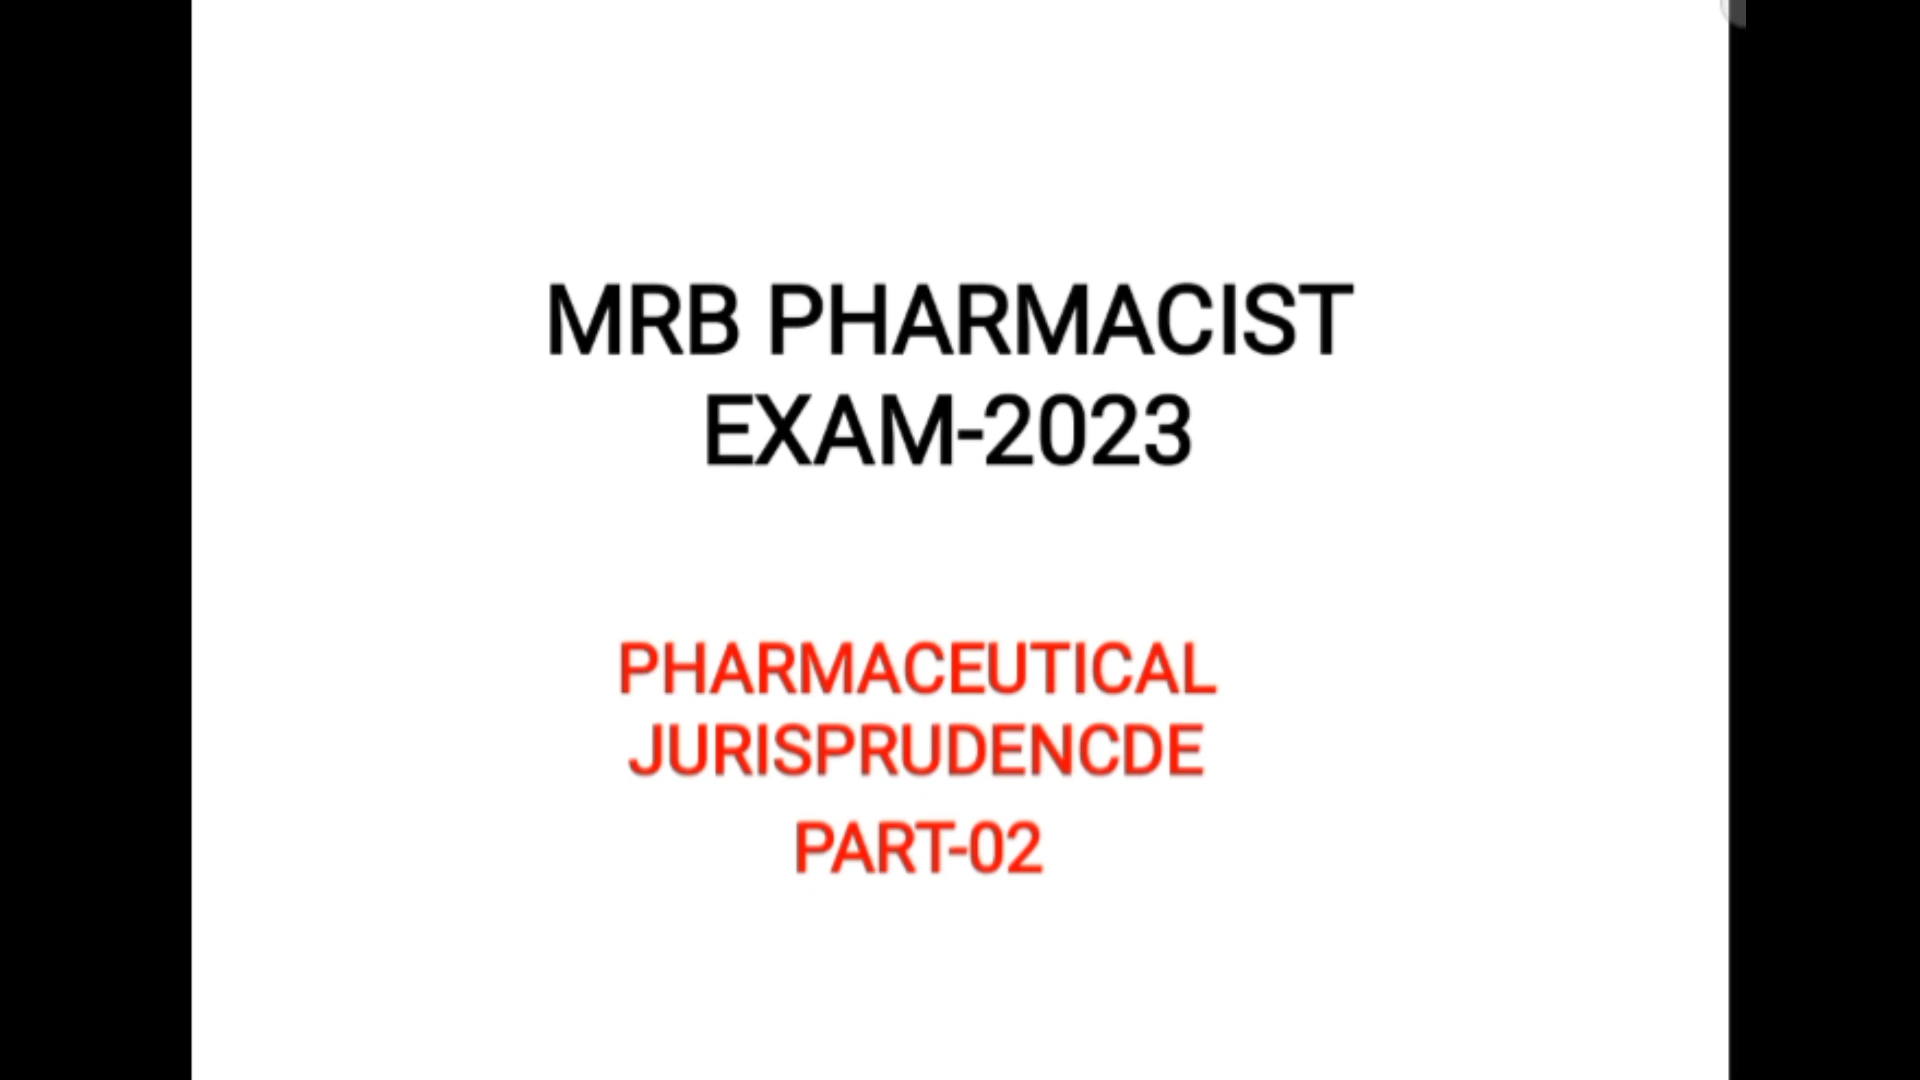 MRB PHARMACIST
EXAM-2023
PHARMACEUTICAL
JURISPRUDENCDE
PART-02